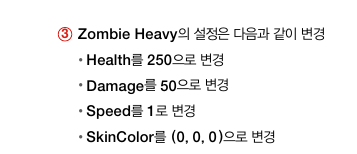 ③ Zombie Heavy의 설정은 다음과 같이 변경
• Health를 250으로 변경
• Damage를 50으로 변경
• Speed를 1로 변경
• SkinColor를 (0, 0, 0)으로 변경